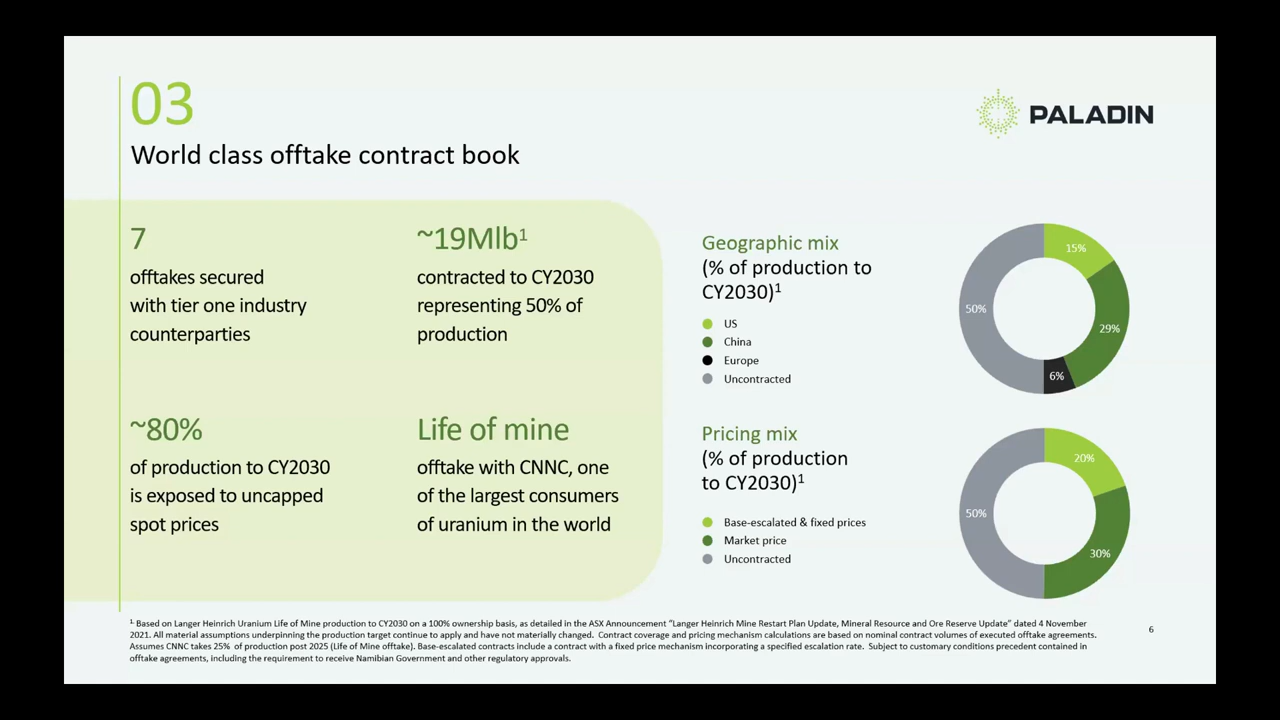 03
PALADIN
World class offtake contract book
7
offtakes secured
with tier one industry
counterparties
~19Mlb¹
contracted to CY2030
representing 50% of
production
~80%
of production to CY2030
is exposed to uncapped
spot prices
Life of mine
offtake with CNNC, one
of the largest consumers
of uranium in the world
Geographic mix
(% of production to
CY2030)¹
US
China
Europe
Uncontracted
15%
29%
6%
50%
Pricing mix
(% of production
to CY2030)¹
Base-escalated & fixed prices
Market price
Uncontracted
20%
30%
50%
1. Based on Langer Heinrich Uranium Life of Mine production to CY2030 on a 100% ownership basis, as detailed in the ASX Announcement “Langer Heinrich Mine Restart Plan Update, Mineral Resource and Ore Reserve Update” dated 4 November
2021. All material assumptions underpinning the production target continue to apply and have not materially changed. Contract coverage and pricing mechanism calculations are based on nominal contract volumes of executed offtake agreements.
Assumes CNNC takes 25% of production post 2025 (Life of Mine offtake). Base-escalated contracts include a contract with a fixed price mechanism incorporating a specified escalation rate. Subject to customary conditions precedent contained in
offtake agreements, including the requirement to receive Namibian Government and other regulatory approvals.
6